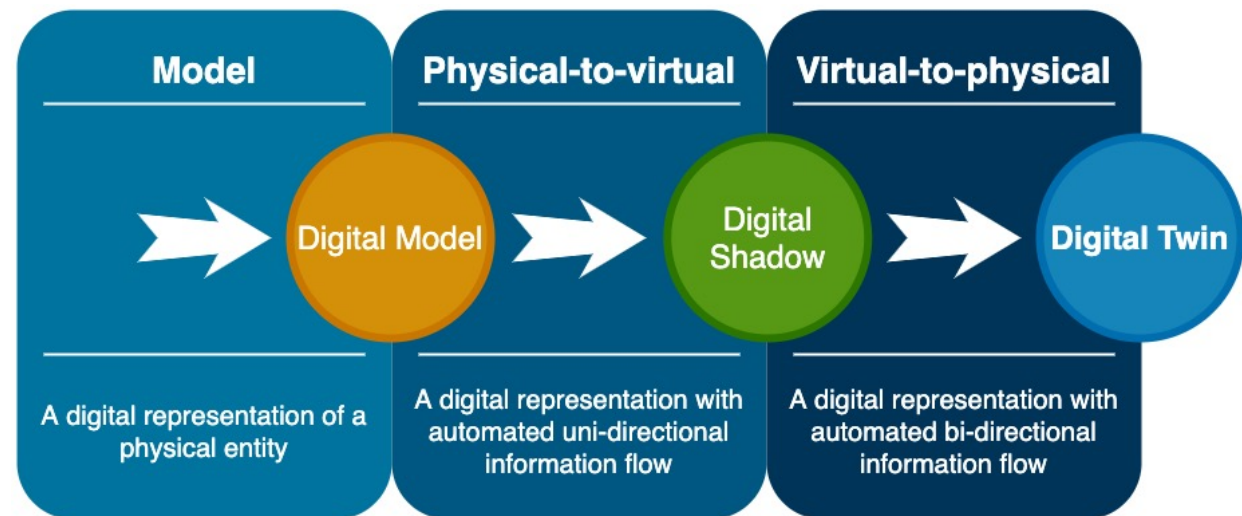 Model
Digital Model
A digital representation of a
physical entity
Physical-to-virtual
Digital
Shadow
A digital representation with
automated uni-directional
information flow
Virtual-to-physical
Digital Twin
A digital representation with
automated bi-directional
information flow